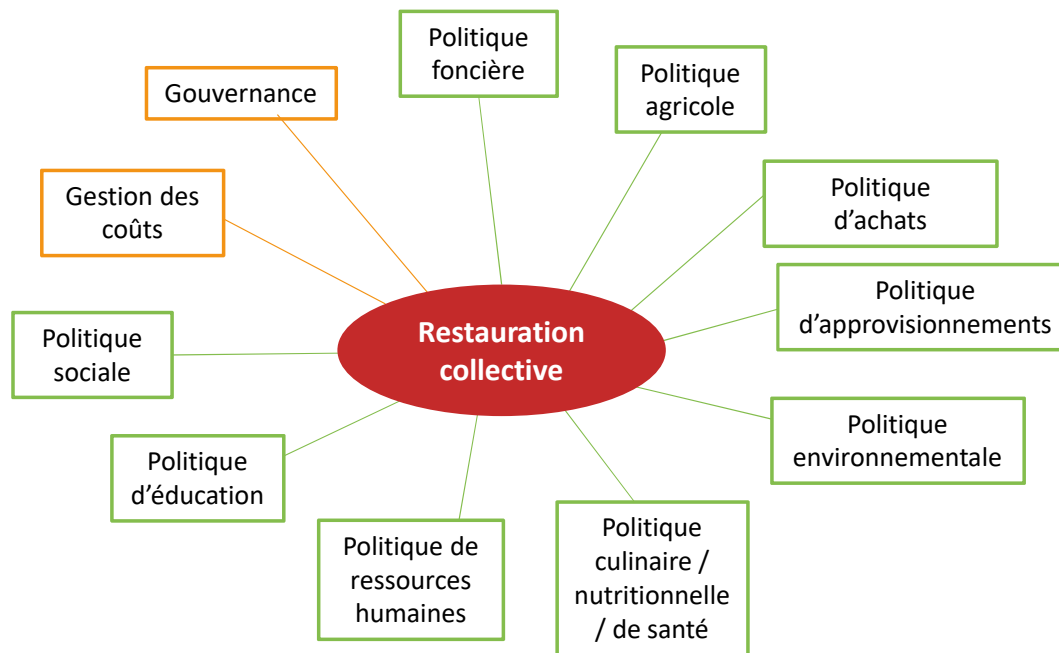 Politique
foncière
Politique
agricole
Gouvernance
Gestion des
coûts
Politique
d’achats
Politique
d’approvisionnements
Restauration
collective
Politique
sociale
Politique
environnementale
Politique
d’éducation
Politique de
ressources
humaines
Politique
culinaire /
nutritionnelle
/ de santé